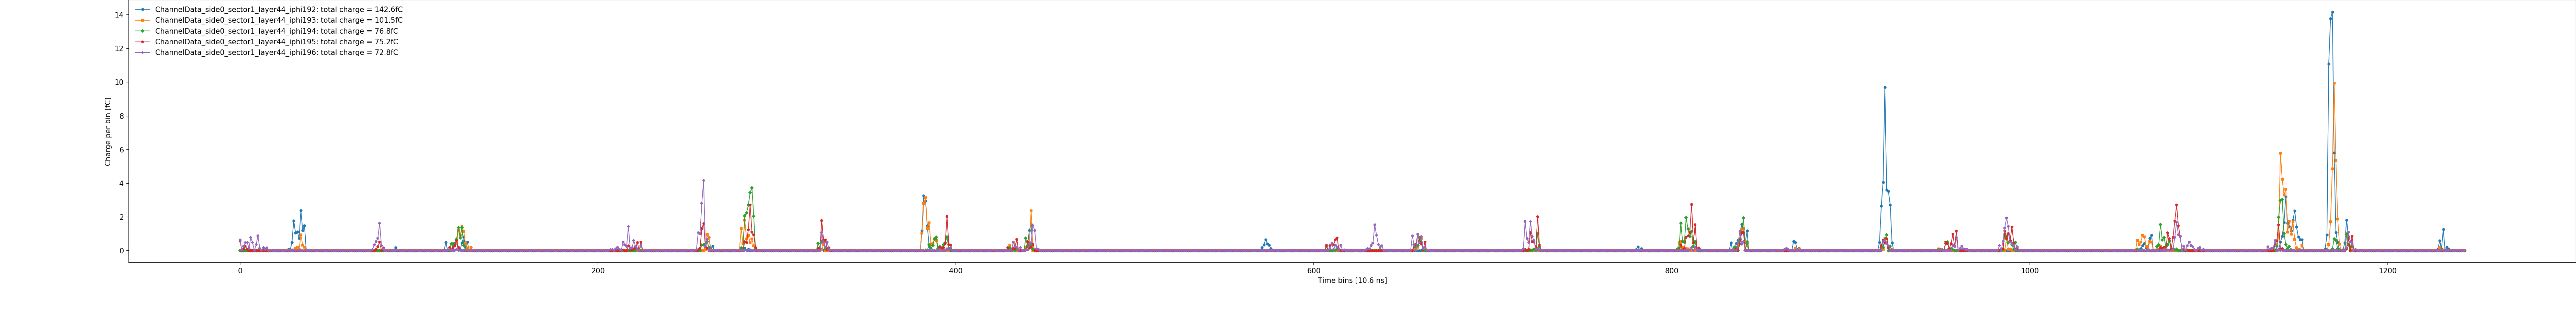 ChannelData_side0_sector1_layer44_iphi192: total charge = 142.6fC
ChannelData_side0_sector1_layer44_iphi193: total charge = 101.5fC
ChannelData_side0_sector1_layer44_iphi194: total charge = 76.8fC
ChannelData_side0_sector1_layer44_iphi195: total charge = 75.2fC
ChannelData_side0_sector1_layer44_iphi196: total charge = 72.8fC
Charge per bin [fC]
14
12
10
8
6
4
2
0
0 200 400 600 800 1000 1200
Time bins [10.6 ns]